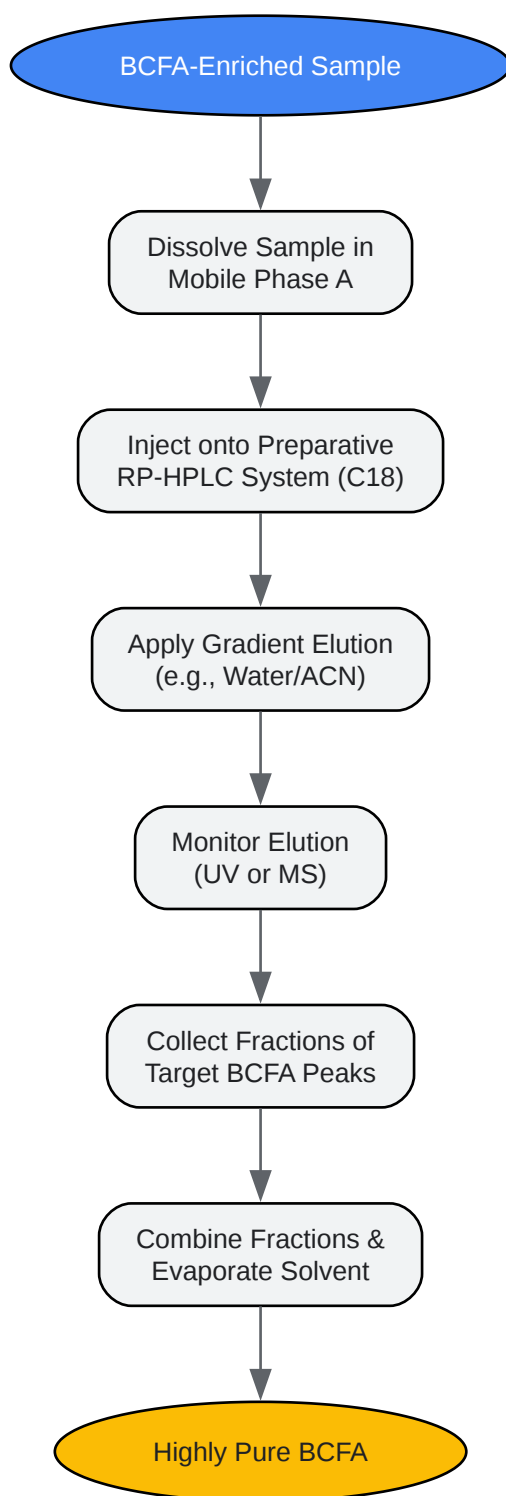 BCFA-Enriched Sample
Dissolve Sample in
Mobile Phase A
Inject onto Preparative
RP-HPLC System (C18)
Apply Gradient Elution
(e.g., Water/ACN)
Monitor Elution
(UV or MS)
Collect Fractions of
Target BCFA Peaks
Combine Fractions &
Evaporate Solvent
Highly Pure BCFA